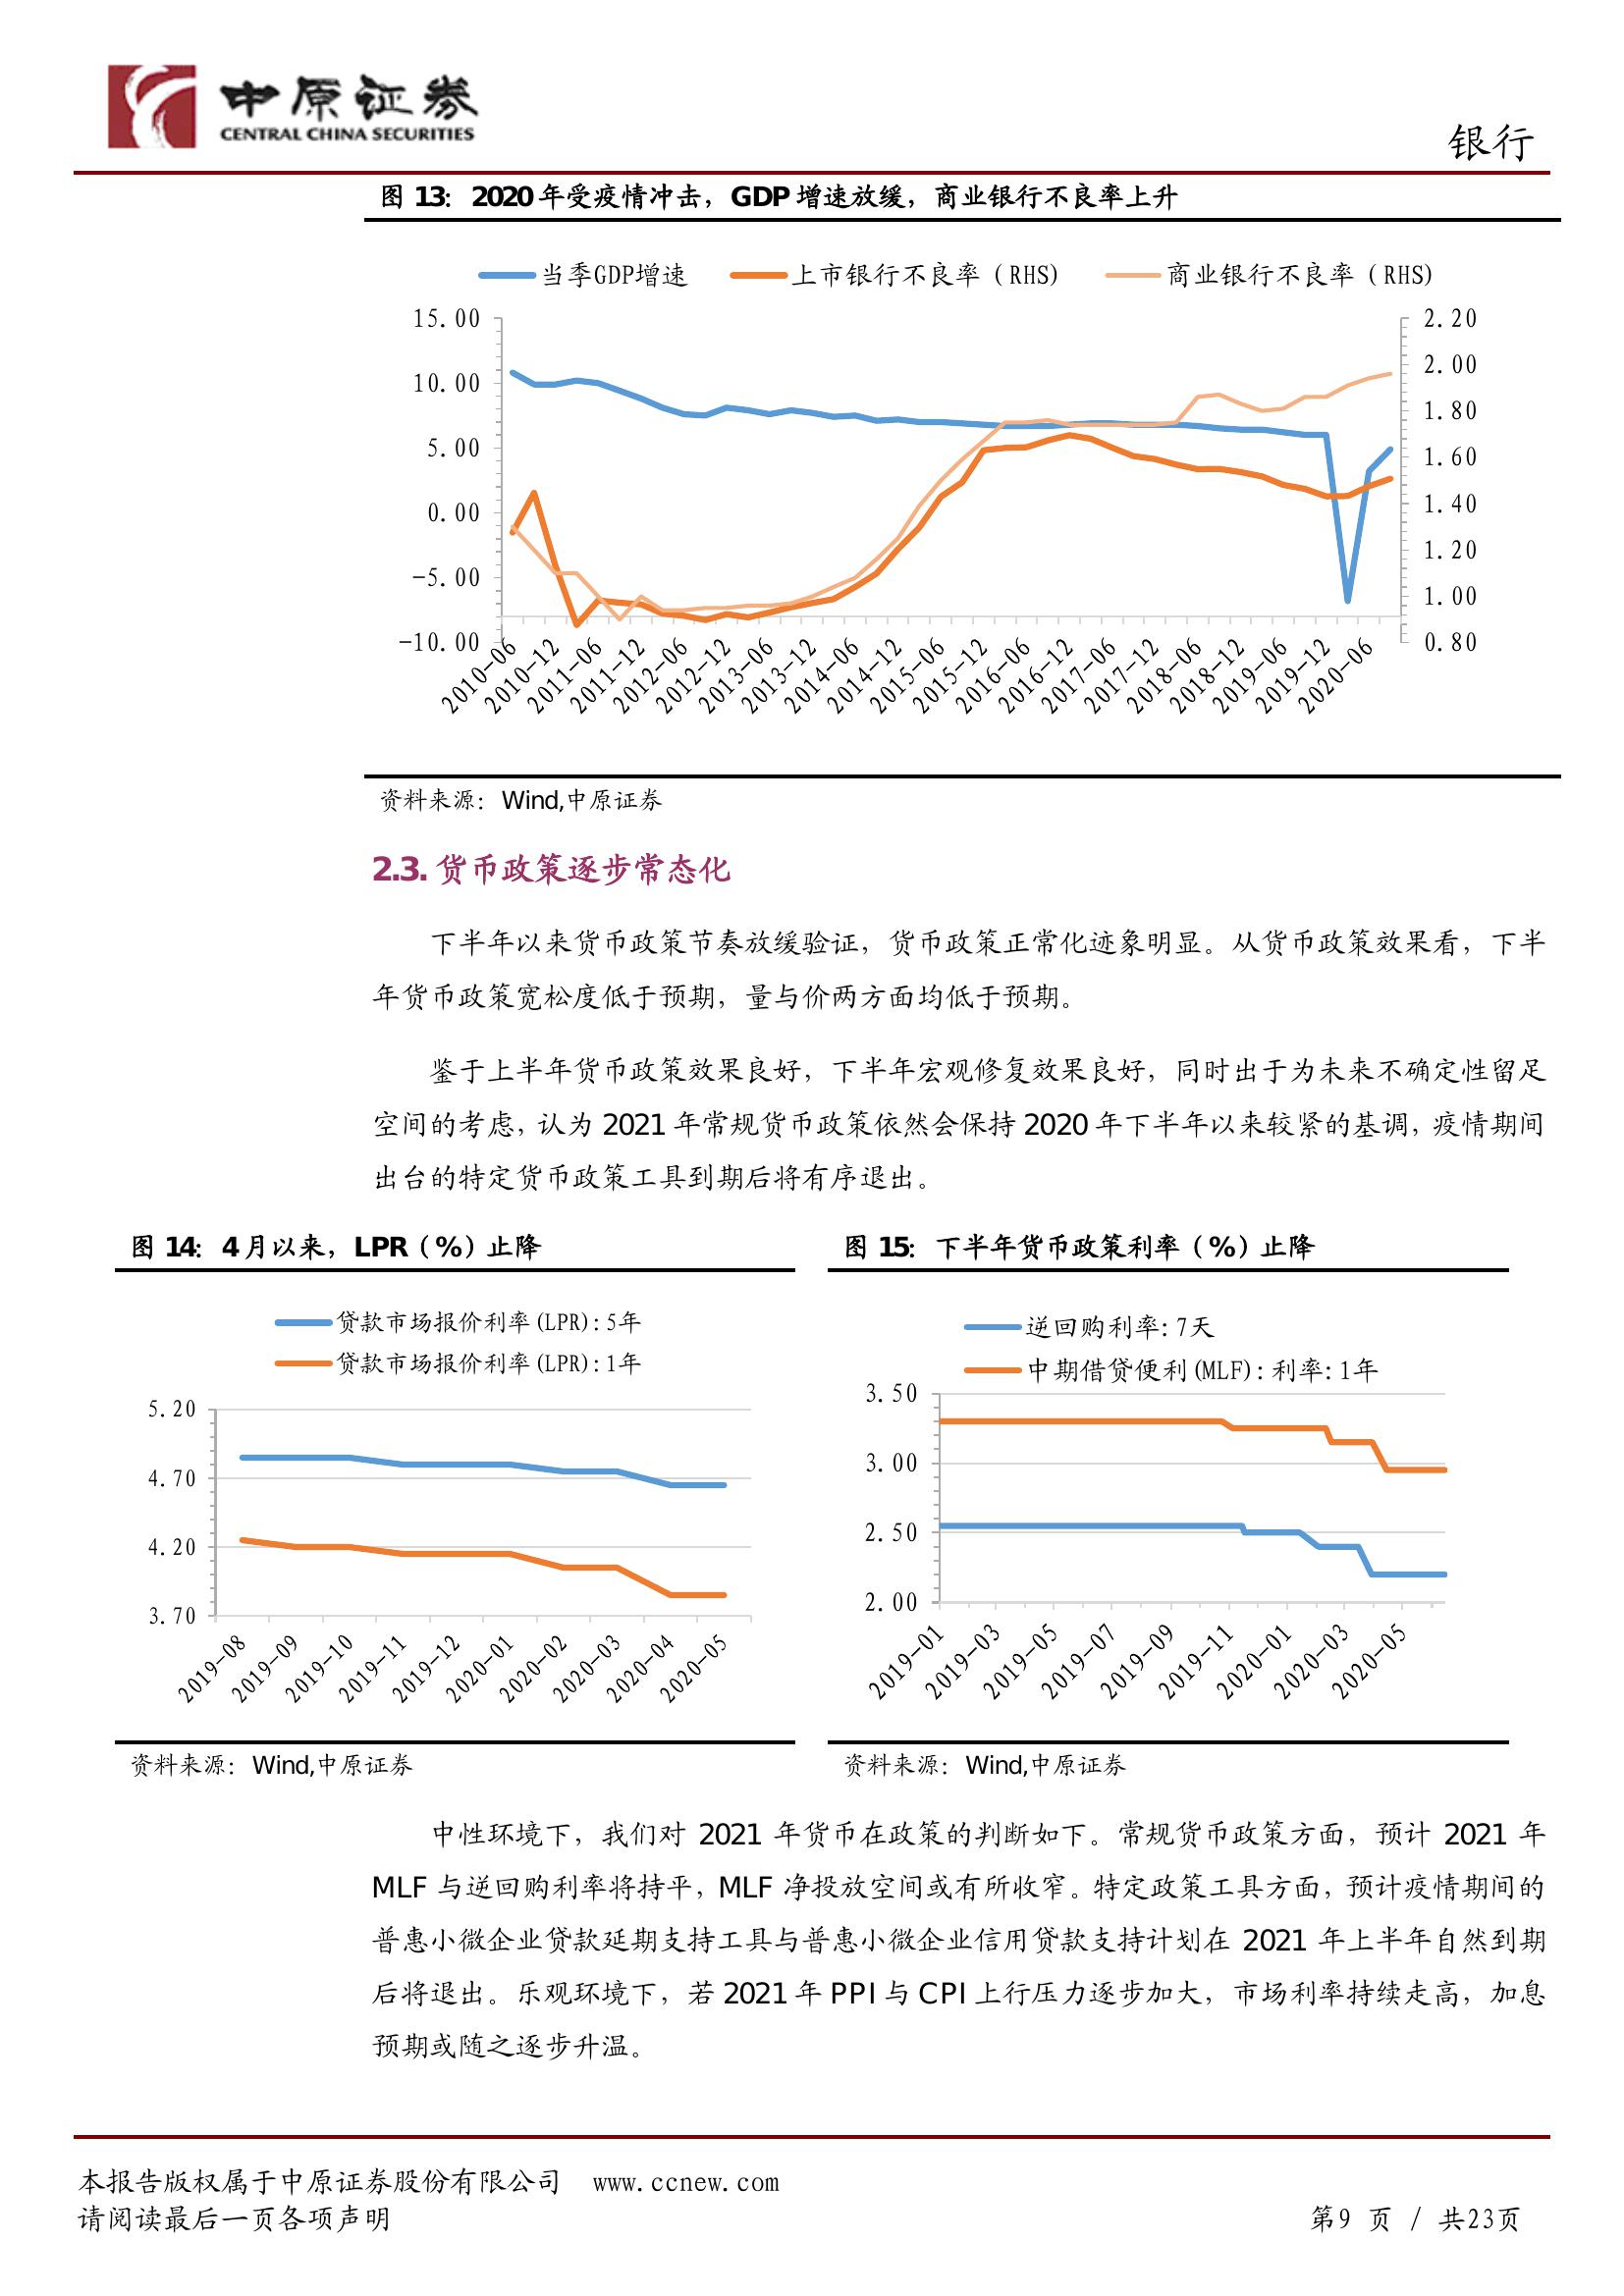 中原证券
CENTRAL CHINA SECURITIES
银行
图 13：2020 年受疫情冲击，GDP 增速放缓，商业银行不良率上升
当季GDP增速 上市银行不良率（RHS） 商业银行不良率（RHS）
15.00
10.00
5.00
0.00
-5.00
-10.00
2.20
2.00
1.80
1.60
1.40
1.20
1.00
0.80
2010-06 2010-12 2011-06 2011-12 2012-06 2012-12 2013-06 2013-12 2014-06 2014-12 2015-06 2015-12 2016-06 2016-12 2017-06 2017-12 2018-06 2018-12 2019-06 2019-12 2020-06
资料来源：Wind,中原证券
2.3. 货币政策逐步常态化
下半年以来货币政策节奏放缓验证，货币政策正常化迹象明显。从货币政策效果看，下半
年货币政策宽松度低于预期，量与价两方面均低于预期。
鉴于上半年货币政策效果良好，下半年宏观修复效果良好，同时出于为未来不确定性留足
空间的考虑，认为 2021 年常规货币政策依然会保持 2020 年下半年以来较紧的基调，疫情期间
出台的特定货币政策工具到期后将有序退出。
图 14：4 月以来，LPR（%）止降
贷款市场报价利率(LPR):5年
贷款市场报价利率(LPR):1年
5.20
4.70
4.20
3.70
2019-08 2019-09 2019-10 2019-11 2019-12 2020-01 2020-02 2020-03 2020-04 2020-05
资料来源：Wind,中原证券
图 15：下半年货币政策利率（%）止降
逆回购利率:7天
中期借贷便利(MLF):利率:1年
3.50
3.00
2.50
2.00
2019-01 2019-03 2019-05 2019-07 2019-09 2019-11 2020-01 2020-03 2020-05
资料来源：Wind,中原证券
中性环境下，我们对 2021 年货币在政策的判断如下。常规货币政策方面，预计 2021 年
MLF 与逆回购利率将持平，MLF 净投放空间或有所收窄。特定政策工具方面，预计疫情期间的
普惠小微企业贷款延期支持工具与普惠小微企业信用贷款支持计划在 2021 年上半年自然到期
后将退出。乐观环境下，若 2021 年 PPI 与 CPI 上行压力逐步加大，市场利率持续走高，加息
预期或随之逐步升温。
本报告版权属于中原证券股份有限公司 www.ccnew.com
请阅读最后一页各项声明
第9 页 / 共23页